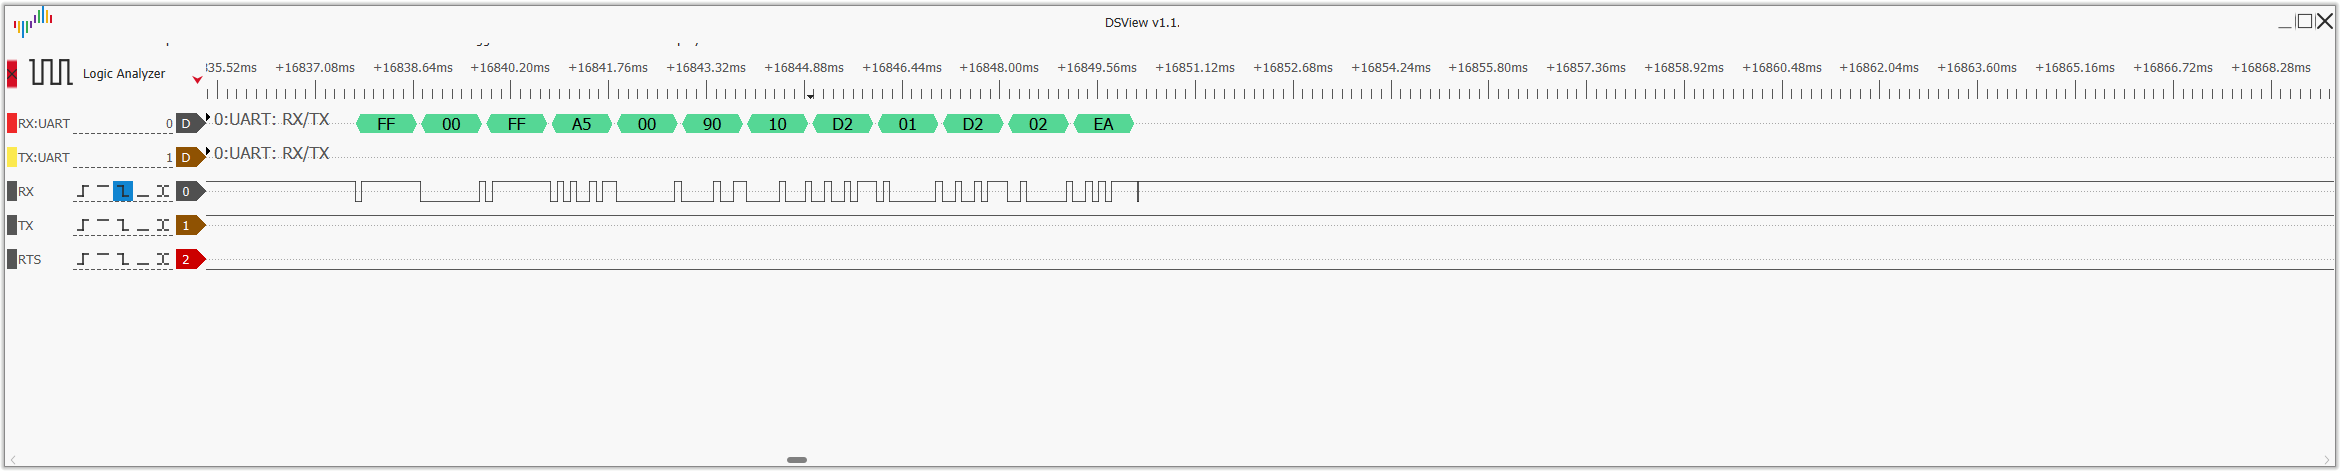 DSView v1.1.
Logic Analyzer
335.52ms +16837.08ms +16838.64ms +16840.20ms +16841.76ms +16843.32ms +16844.88ms +16846.44ms +16848.00ms +16849.56ms +16851.12ms +16852.68ms +16854.24ms +16855.80ms +16857.36ms +16858.92ms +16860.48ms +16862.04ms +16863.60ms +16865.16ms +16866.72ms +16868.28ms
RX:UART 0 D 0:UART: RX/TX FF 00 FF A5 00 90 10 D2 01 D2 02 EA
TX:UART 1 D 0:UART: RX/TX
RX 0
TX 1
RTS 2